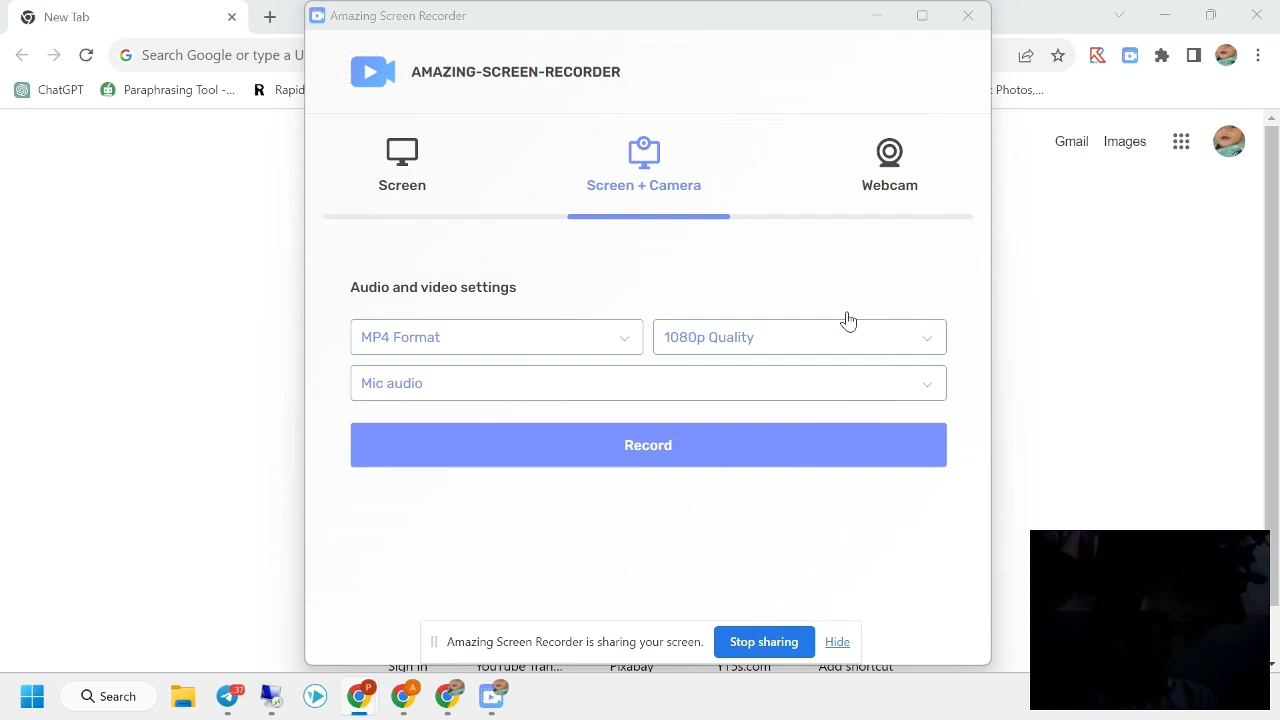 New Tab
Amazing Screen Recorder
Search Google or type a U
ChatGPT
Paraphrasing Tool -...
Rapid
Photos,...
AMAZING-SCREEN-RECORDER
Gmail
Images
Screen
Screen + Camera
Webcam
Audio and video settings
MP4 Format
1080p Quality
Mic audio
Record
Amazing Screen Recorder is sharing your screen.
Stop sharing
Hide
Sign in
YouTube Tran...
Pixabay
Y15s.com
Add shortcut
Search
37
P
A